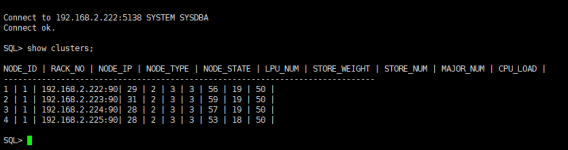 Connect to 192.168.2.222:5138 SYSTEM SYSDBA
Connect ok.
SQL> show clusters;
NODE_ID | RACK_NO | NODE_IP | NODE_TYPE | NODE_STATE | LPU_NUM | STORE_WEIGHT | STORE_NUM | MAJOR_NUM | CPU_LOAD |
------------------------------------------------------------------------------
1 | 1 | 192.168.2.222:90| 29 | 2 | 3 | 3 | 56 | 19 | 50 |
2 | 1 | 192.168.2.223:90| 31 | 2 | 3 | 3 | 59 | 19 | 50 |
3 | 1 | 192.168.2.224:90| 28 | 2 | 3 | 3 | 57 | 19 | 50 |
4 | 1 | 192.168.2.225:90| 28 | 2 | 3 | 3 | 53 | 18 | 50 |
SQL>